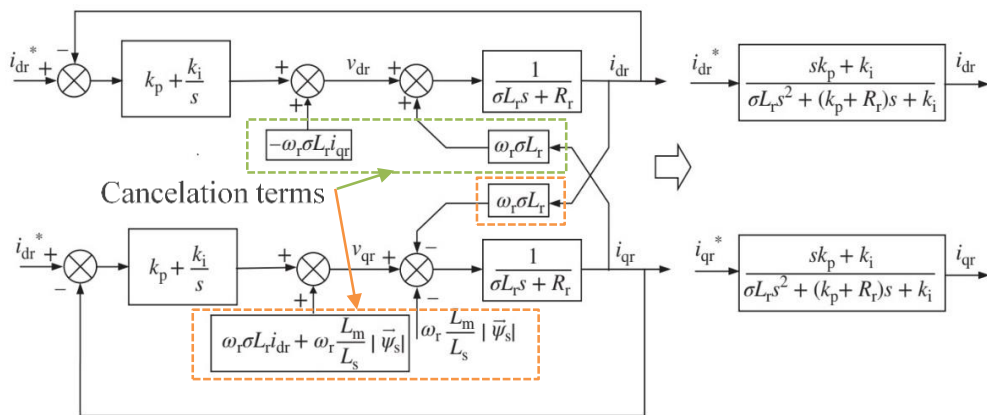 i_dr* + −
k_p + k_i/s
+ +
v_dr
+ +
1/(σL_r s + R_r)
i_dr
i_dr*
(sk_p + k_i)/(σL_r s² + (k_p + R_r)s + k_i)
i_dr
−ω_r σL_r i_qr
ω_r σL_r
Cancelation terms
ω_r σL_r
i_dr* + −
k_p + k_i/s
+ +
v_qr
+ − −
1/(σL_r s + R_r)
i_qr
i_qr*
(sk_p + k_i)/(σL_r s² + (k_p + R_r)s + k_i)
i_qr
ω_r σL_r i_dr + ω_r L_m/L_s |ψ⃗_s|
ω_r L_m/L_s |ψ⃗_s|